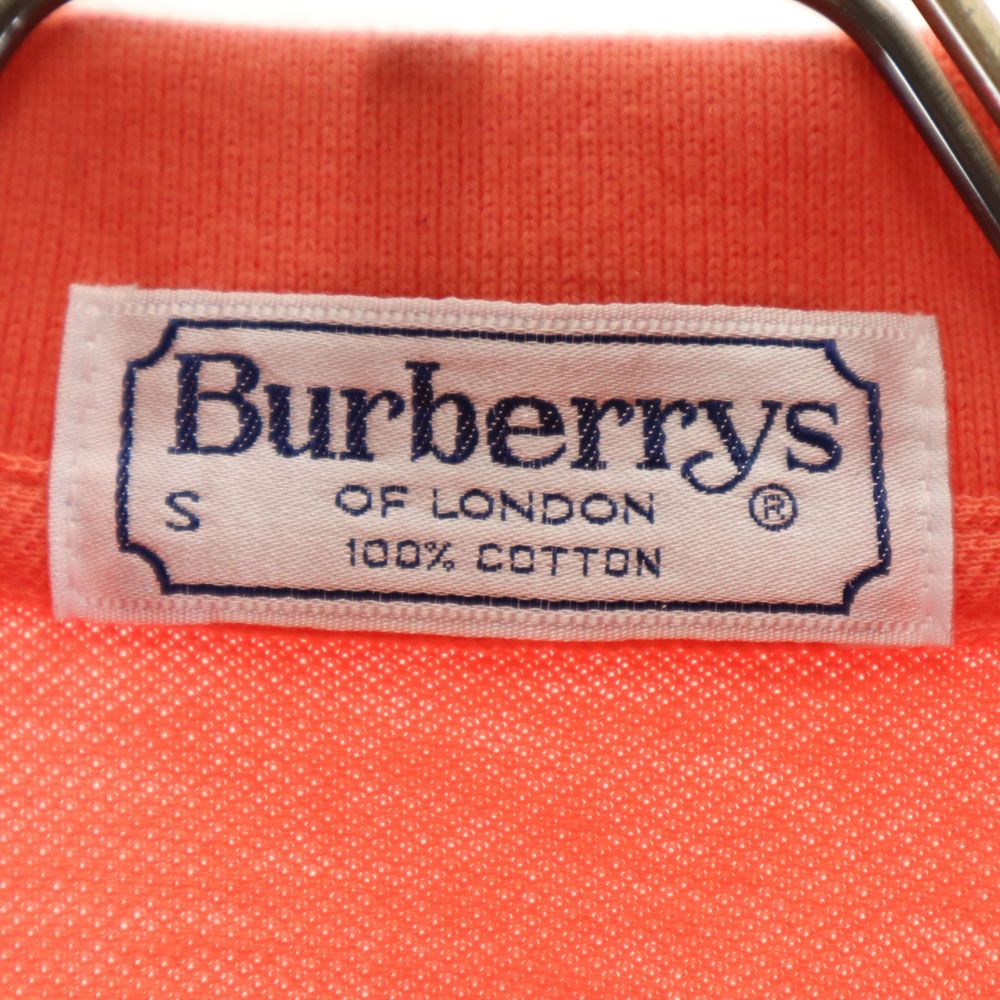 Burberrys
S OF LONDON ®
100% COTTON